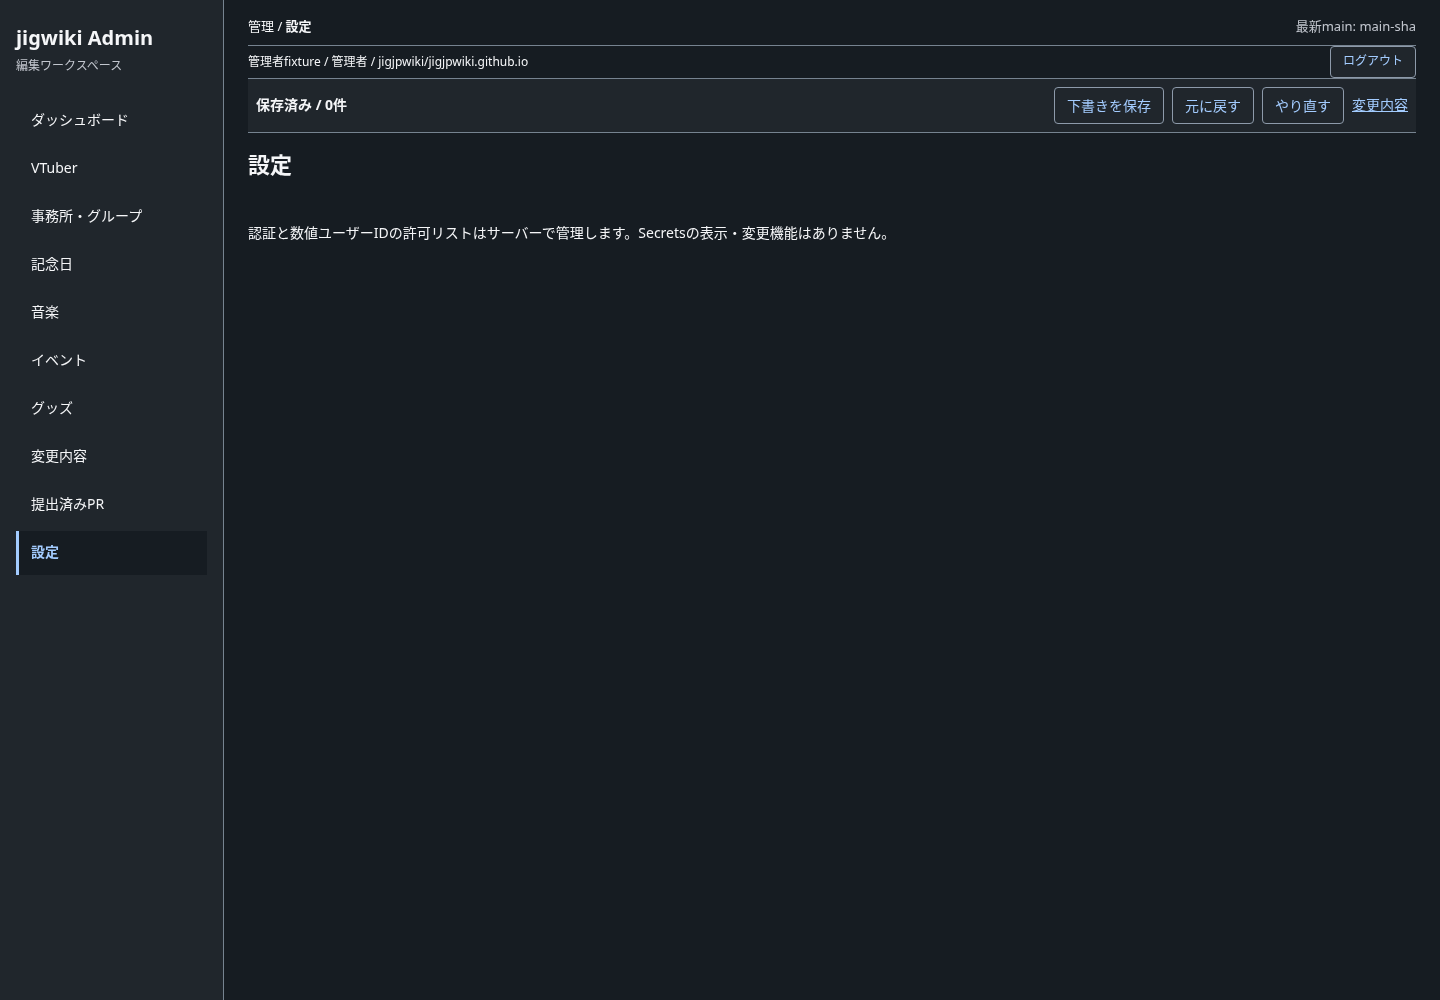 jigwiki Admin
編集ワークスペース
ダッシュボード
VTuber
事務所・グループ
記念日
音楽
イベント
グッズ
変更内容
提出済みPR
設定
管理 / 設定
最新main: main-sha
管理者fixture / 管理者 / jigjpwiki/jigjpwiki.github.io
ログアウト
保存済み / 0件
下書きを保存
元に戻す
やり直す
変更内容
設定
認証と数値ユーザーIDの許可リストはサーバーで管理します。Secretsの表示・変更機能はありません。